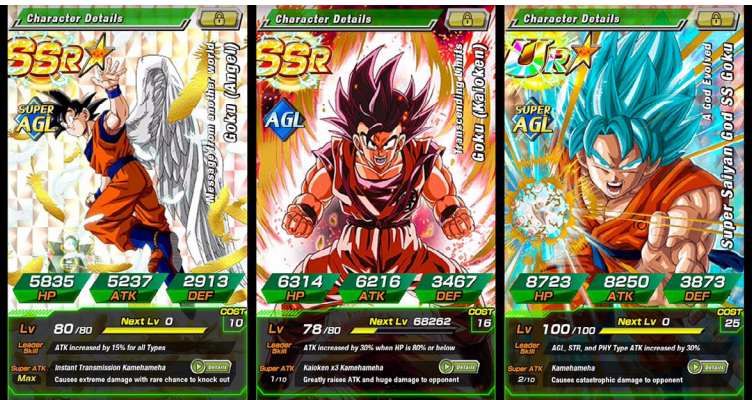 Character Details
SSR
SUPER
AGL
Message from another world
Goku (Angel)
5835 5237 2913
HP ATK DEF
COST
10
Lv 80/80 Next Lv 0
Leader
Skill
ATK increased by 15% for all Types
Super ATK Instant Transmission Kamehameha Details
Max Causes extreme damage with rare chance to knock out
Character Details
SSR
AGL
Transcending Limits
Goku (Kaioken)
6314 6216 3467
HP ATK DEF
COST
16
Lv 78/80 Next Lv 68262
Leader
Skill
ATK increased by 30% when HP is 80% or below
Super ATK Kaioken x3 Kamehameha Details
1/10 Greatly raises ATK and huge damage to opponent
Character Details
UR
SUPER
AGL
A God Evolved
Super Saiyan God SS Goku
8723 8250 3873
HP ATK DEF
COST
25
Lv 100/100 Next Lv 0
Leader
Skill
AGL, STR, and PHY Type ATK increased by 30%
Super ATK Kamehameha Details
2/10 Causes catastrophic damage to opponent